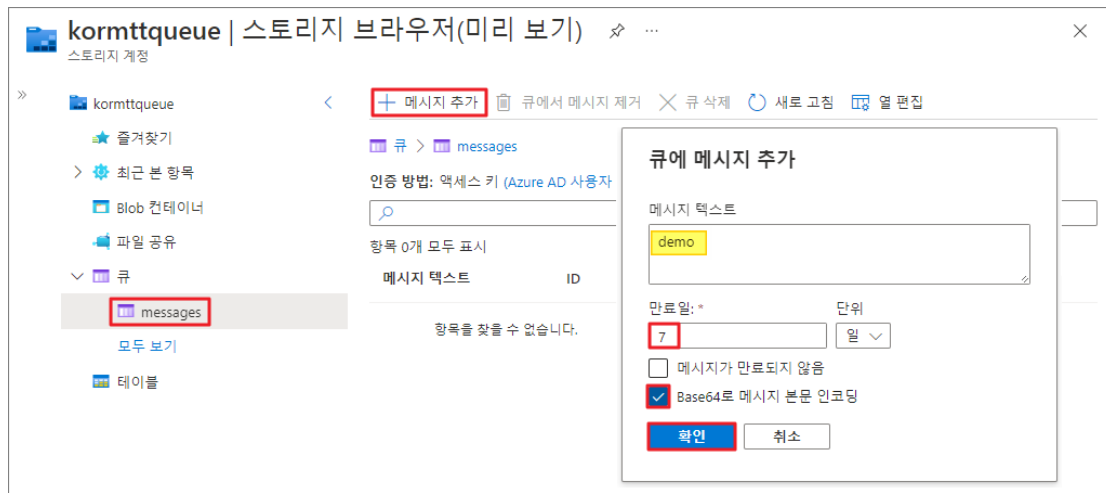 kormttqueue | 스토리지 브라우저(미리 보기) ...
스토리지 계정
kormttqueue
즐겨찾기
최근 본 항목
Blob 컨테이너
파일 공유
큐
messages
모두 보기
테이블
메시지 추가 큐에서 메시지 제거 큐 삭제 새로 고침 열 편집
큐 > messages
인증 방법: 액세스 키 (Azure AD 사용자
항목 0개 모두 표시
메시지 텍스트 ID
항목을 찾을 수 없습니다.
큐에 메시지 추가
메시지 텍스트
demo
만료일: * 단위
7 일
메시지가 만료되지 않음
Base64로 메시지 본문 인코딩
확인 취소